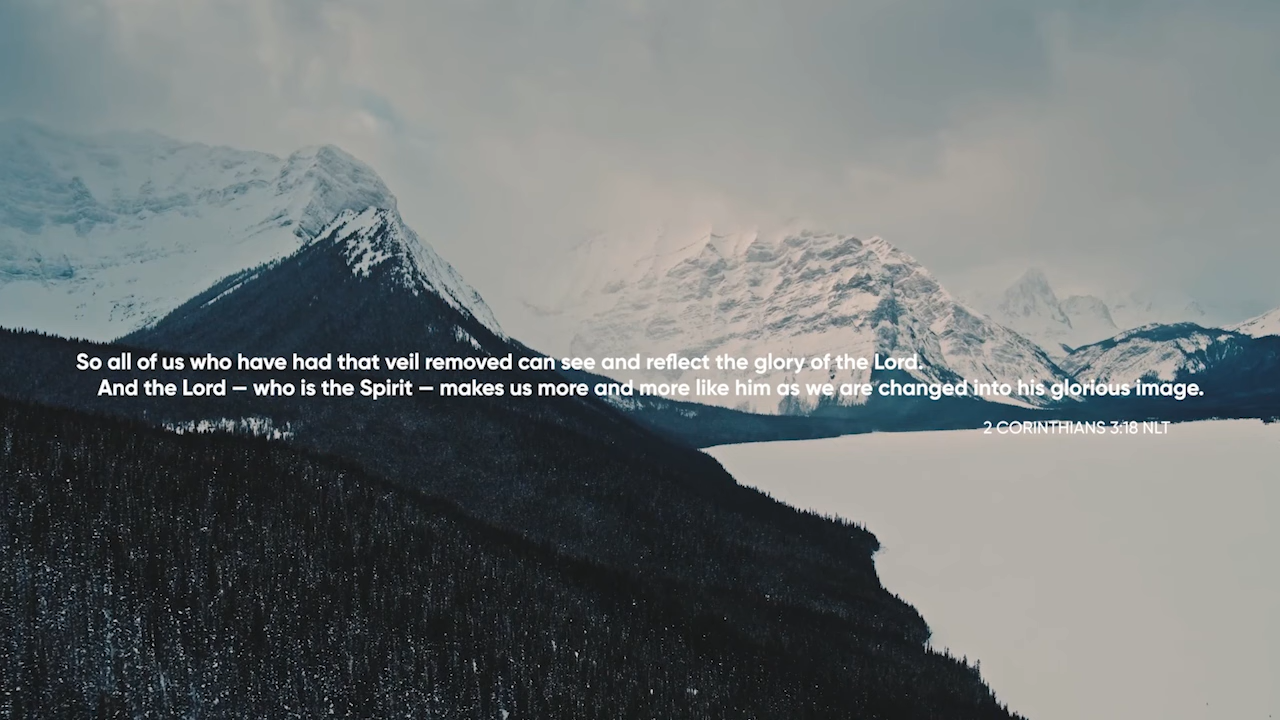 So all of us who have had that veil removed can see and reflect the glory of the Lord.
And the Lord – who is the Spirit – makes us more and more like him as we are changed into his glorious image.
2 CORINTHIANS 3:18 NLT